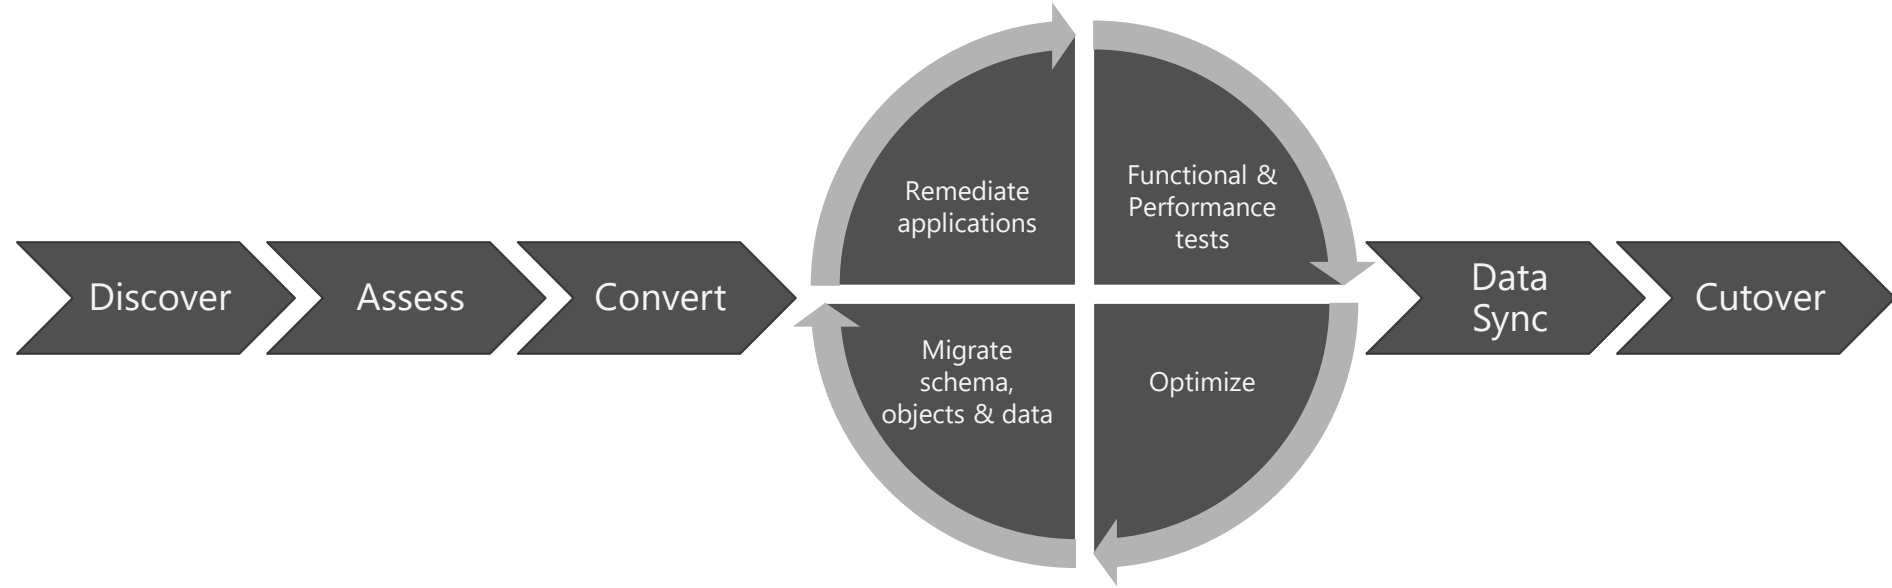 Discover
Assess
Convert
Remediate
applications
Functional &
Performance
tests
Migrate
schema,
objects & data
Optimize
Data
Sync
Cutover